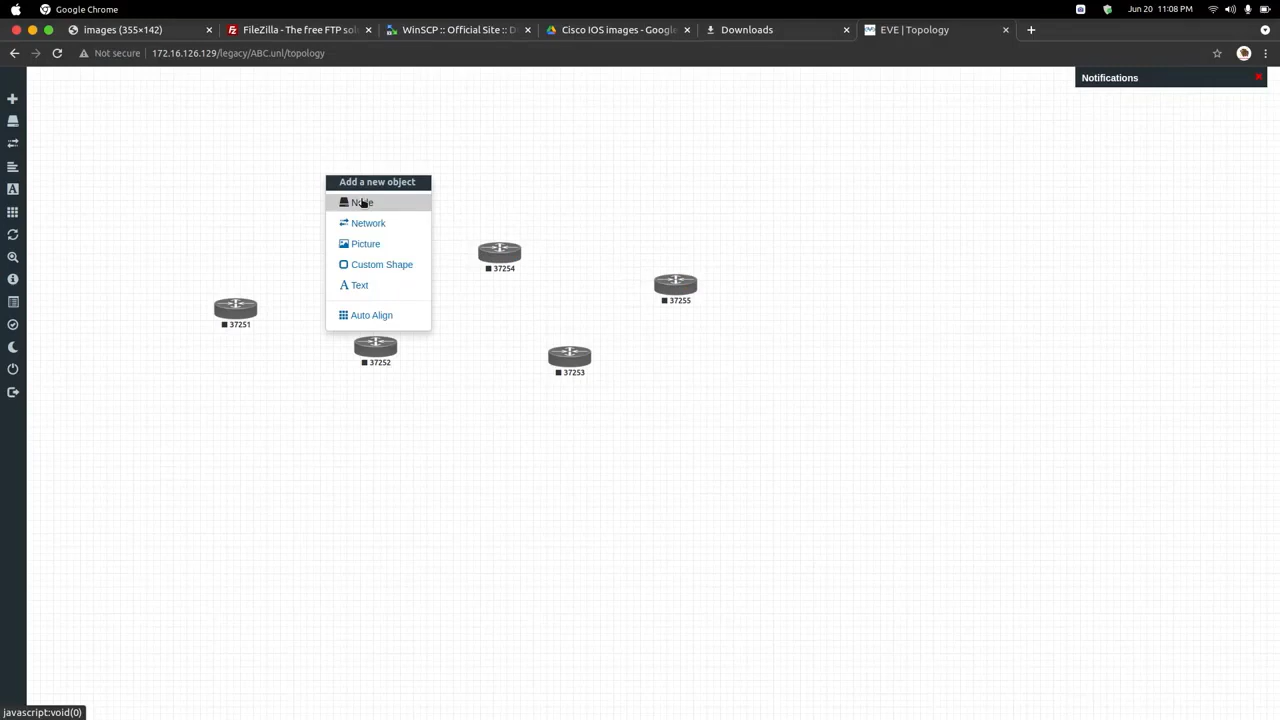 Google Chrome
Jun 20 11:08 PM
images (355×142)
FileZilla - The free FTP sol
WinSCP :: Official Site :: D
Cisco IOS images - Google
Downloads
EVE | Topology
Not secure
172.16.126.129/legacy/ABC.unl/topology
Notifications
Add a new object
Node
Network
Picture
Custom Shape
Text
Auto Align
37254
37255
37251
37252
37253
javascript:void(0)